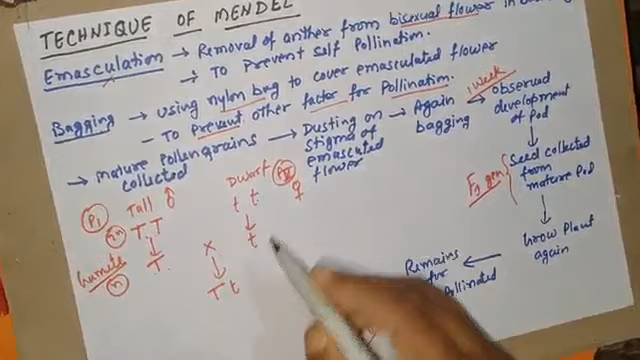 TECHNIQUE OF MENDEL
Emasculation → Removal of anther from bisexual flower in
→ To Prevent Self Pollination.
Bagging → Using nylon bag to cover emasculated flower
- To Prevent other factor for Pollination.
→ mature Pollengrains collected → Dusting on stigma of emasculated flower → Again bagging
1 week
observed development of Pod
F1 gen
Seed collected from mature Pod
Grow Plant again
Remains
for
Pollinated
P1 Tall ♂
2n T T
Gamete
n T
Dwarf ♀
t t
t
×
T t